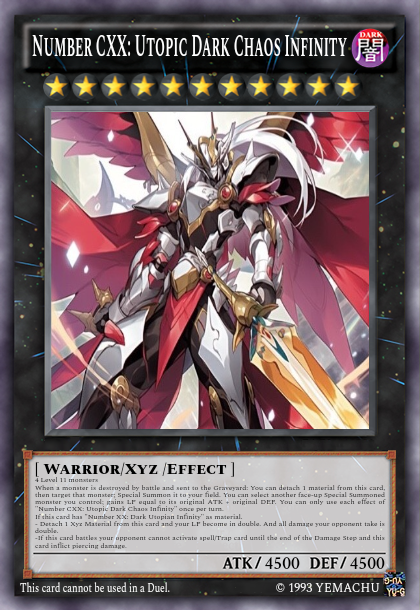 NUMBER CXX: UTOPIC DARK CHAOS INFINITY
DARK
闇
[ WARRIOR/XYZ /EFFECT ]
4 Level 11 monsters
When a monster is destroyed by battle and sent to the Graveyard: You can detach 1 material from this card,
then target that monster; Special Summon it to your field. You can select another face-up Special Summoned
monster you control; gains LP equal to its original ATK - original DEF. You can only use each effect of
"Number CXX: Utopic Dark Chaos Infinity" once per turn.
If this card has "Number XX: Dark Utopian Infinity" as material.
- Detach 1 Xyz Material from this card and your LP become in double. And all damage your opponent take is
double.
-If this card battles your opponent cannot activate spell/Trap card until the end of the Damage Step and this
card inflict piercing damage.
ATK/ 4500 DEF/ 4500
This card cannot be used in a Duel.
© 1993 YEMACHU